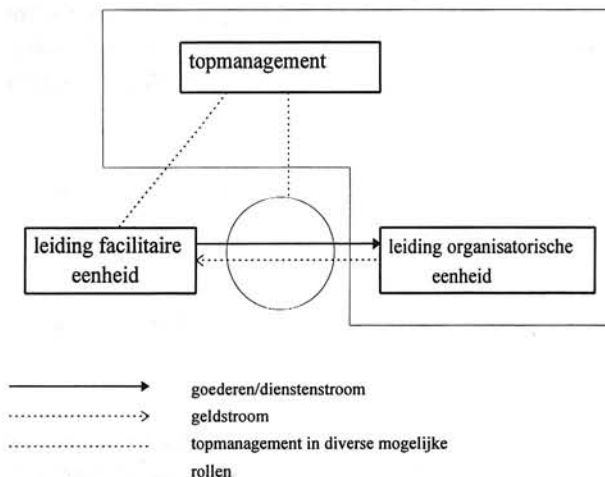 topmanagement
leiding facilitaire
eenheid
leiding organisatorische
eenheid
goederen/dienstenstroom
geldstroom
topmanagement in diverse mogelijke
rollen